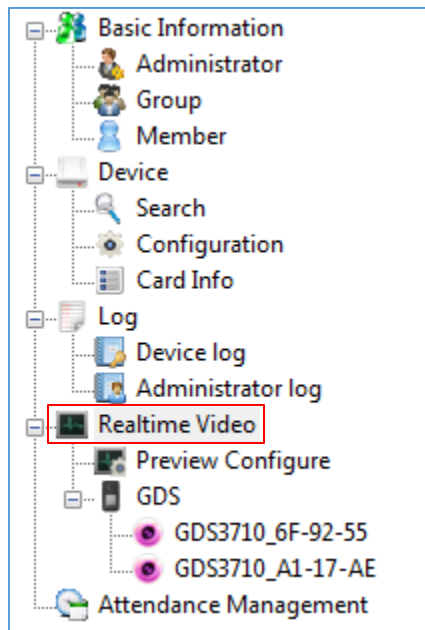 Basic Information
Administrator
Group
Member
Device
Search
Configuration
Card Info
Log
Device log
Administrator log
Realtime Video
Preview Configure
GDS
GDS3710_6F-92-55
GDS3710_A1-17-AE
Attendance Management